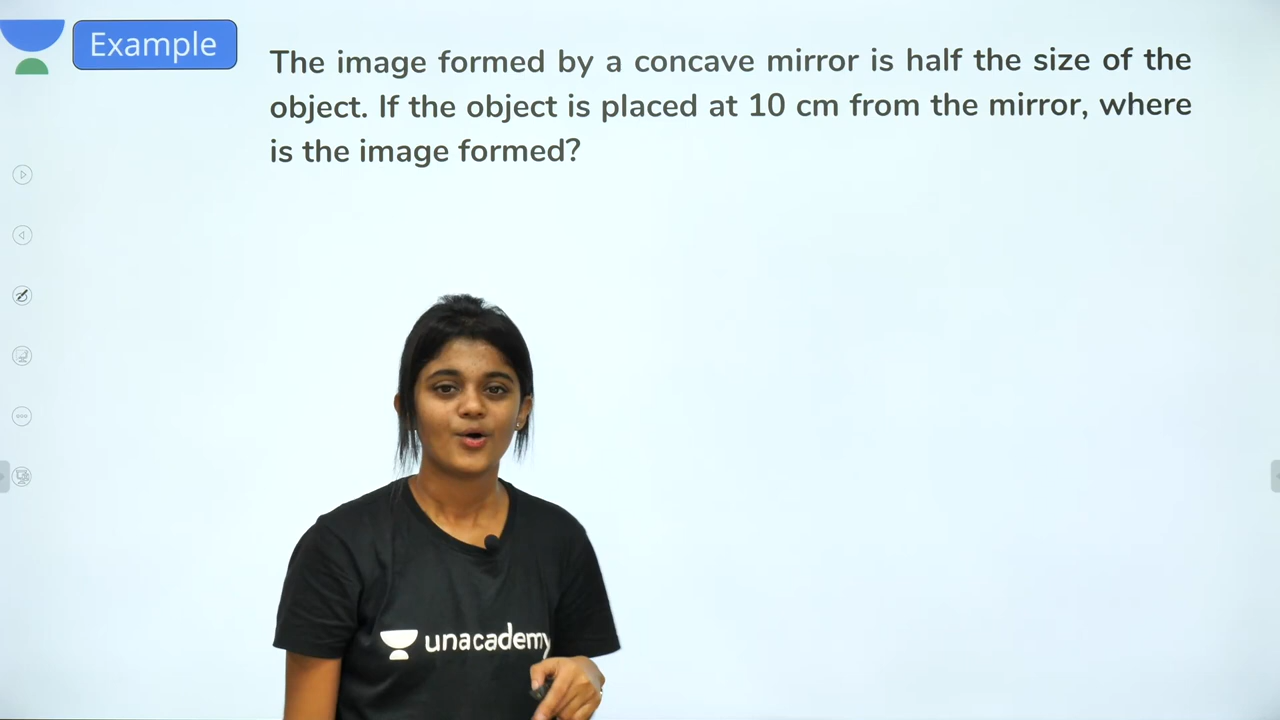 Example
The image formed by a concave mirror is half the size of the
object. If the object is placed at 10 cm from the mirror, where
is the image formed?
unacademy